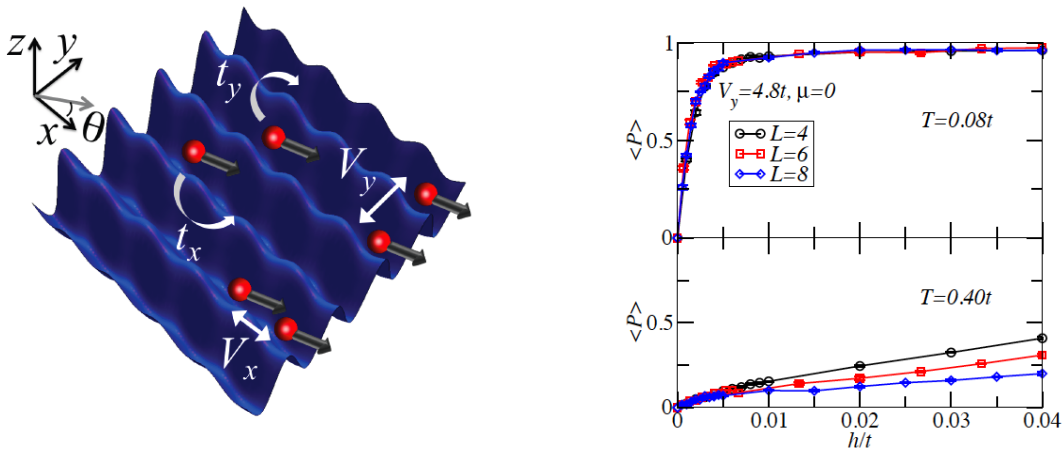 z
y
x
θ
t_y
t_x
V_y
V_x
1
0.5
0
<P>
V_y=4.8t, μ=0
L=4
L=6
L=8
T=0.08t
0.5
0
<P>
T=0.40t
0 0.01 0.02 0.03 0.04
h/t